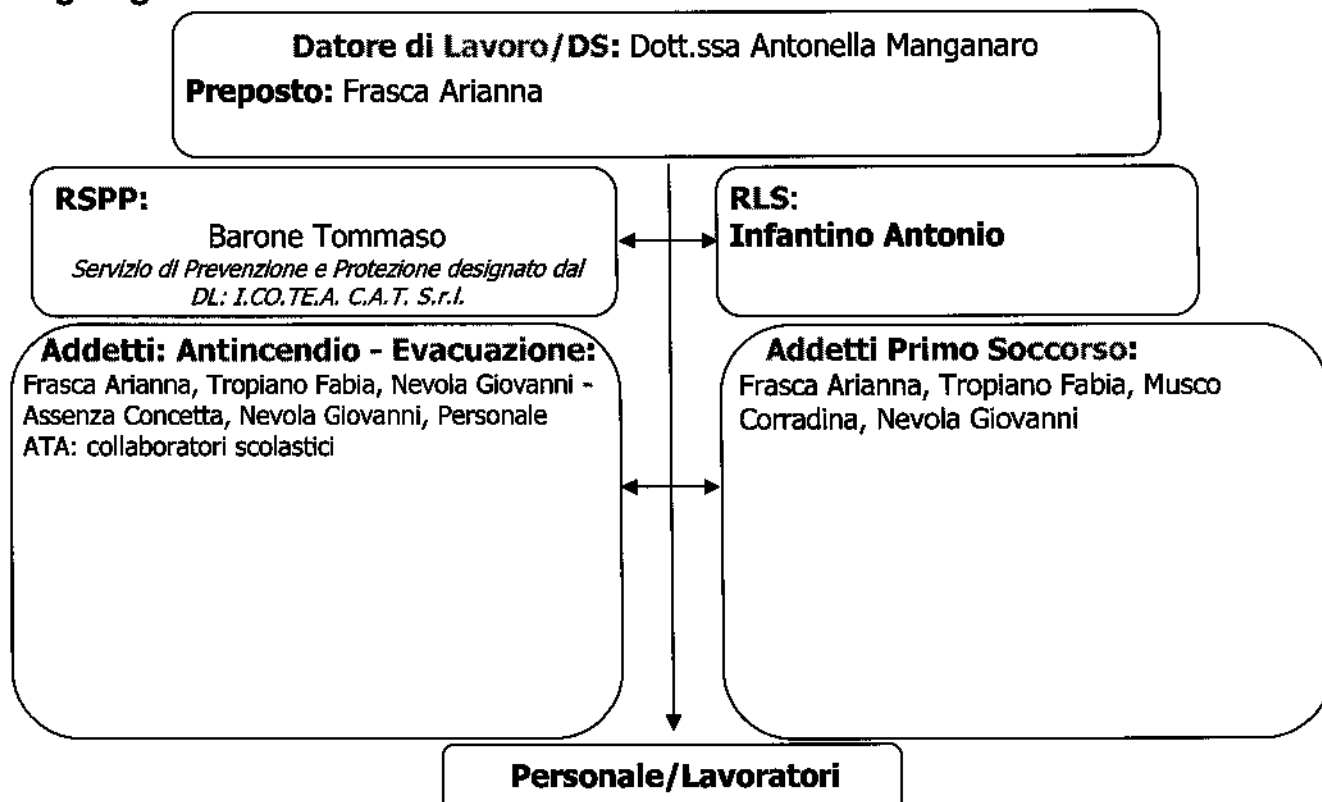 Datore di Lavoro/DS: Dott.ssa Antonella Manganaro
Preposto: Frasca Arianna
RSPP:
Barone Tommaso
Servizio di Prevenzione e Protezione designato dal
DL: I.CO.TE.A. C.A.T. S.r.l.
RLS:
Infantino Antonio
Addetti: Antincendio - Evacuazione:
Frasca Arianna, Tropiano Fabia, Nevola Giovanni -
Assenza Concetta, Nevola Giovanni, Personale
ATA: collaboratori scolastici
Addetti Primo Soccorso:
Frasca Arianna, Tropiano Fabia, Musco
Corradina, Nevola Giovanni
Personale/Lavoratori